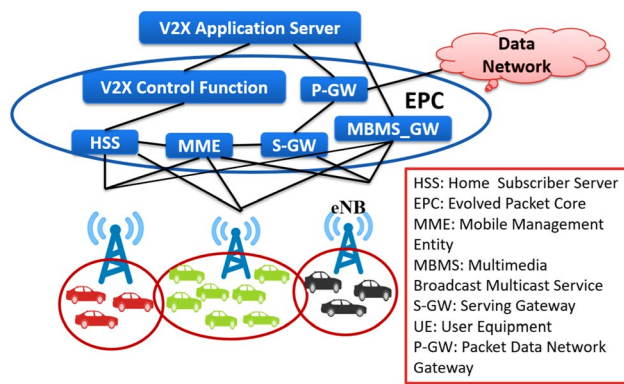 V2X Application Server
Data
Network
V2X Control Function
P-GW
EPC
MBMS_GW
HSS
MME
S-GW
eNB
HSS: Home Subscriber Server
EPC: Evolved Packet Core
MME: Mobile Management
Entity
MBMS: Multimedia
Broadcast Multicast Service
S-GW: Serving Gateway
UE: User Equipment
P-GW: Packet Data Network
Gateway